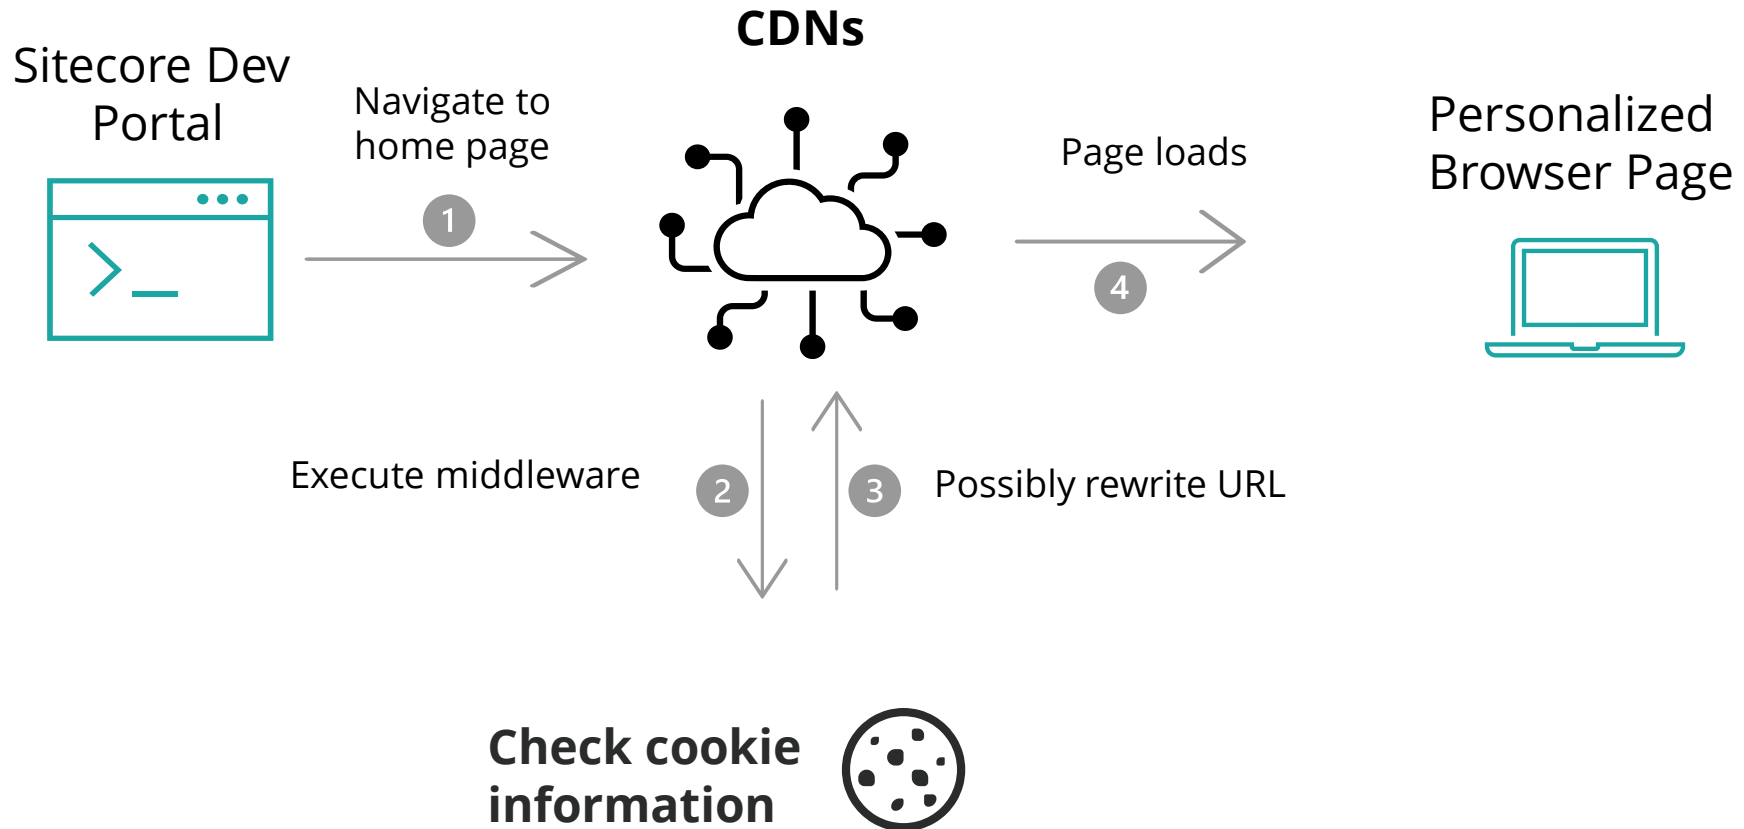 CDNs
Sitecore Dev
Portal
Navigate to
home page
1
Page loads
4
Personalized
Browser Page
Execute middleware
2
3
Possibly rewrite URL
Check cookie
information